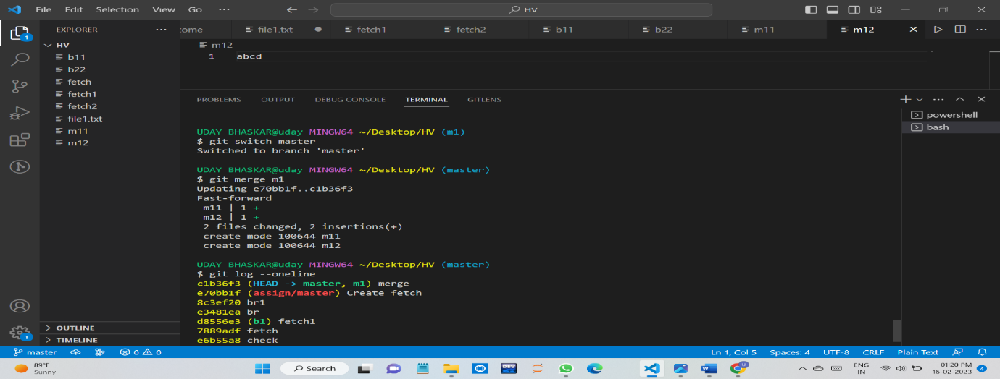 File Edit Selection View Go ··· HV
EXPLORER ···
ome file1.txt fetch1 fetch2 b11 b22 m11 m12
HV
b11
b22
fetch
fetch1
fetch2
file1.txt
m11
m12
OUTLINE
TIMELINE
m12
1 abcd
PROBLEMS OUTPUT DEBUG CONSOLE TERMINAL GITLENS
powershell
bash
UDAY BHASKAR@uday MINGW64 ~/Desktop/HV (m1)
$ git switch master
Switched to branch 'master'
UDAY BHASKAR@uday MINGW64 ~/Desktop/HV (master)
$ git merge m1
Updating e70bb1f..c1b36f3
Fast-forward
m11 | 1 +
m12 | 1 +
2 files changed, 2 insertions(+)
create mode 100644 m11
create mode 100644 m12
UDAY BHASKAR@uday MINGW64 ~/Desktop/HV (master)
$ git log --oneline
c1b36f3 (HEAD -> master, m1) merge
e70bb1f (assign/master) Create fetch
8c3ef20 br1
e3481ea br
d8556e3 (b1) fetch1
7889adf fetch
e6b55a8 check
1
1
master 0 0 Ln 1, Col 5 Spaces: 4 UTF-8 CRLF Plain Text
89°F
Sunny
Search
DEV
ENG
IN
01:20 PM
16-02-2023
4